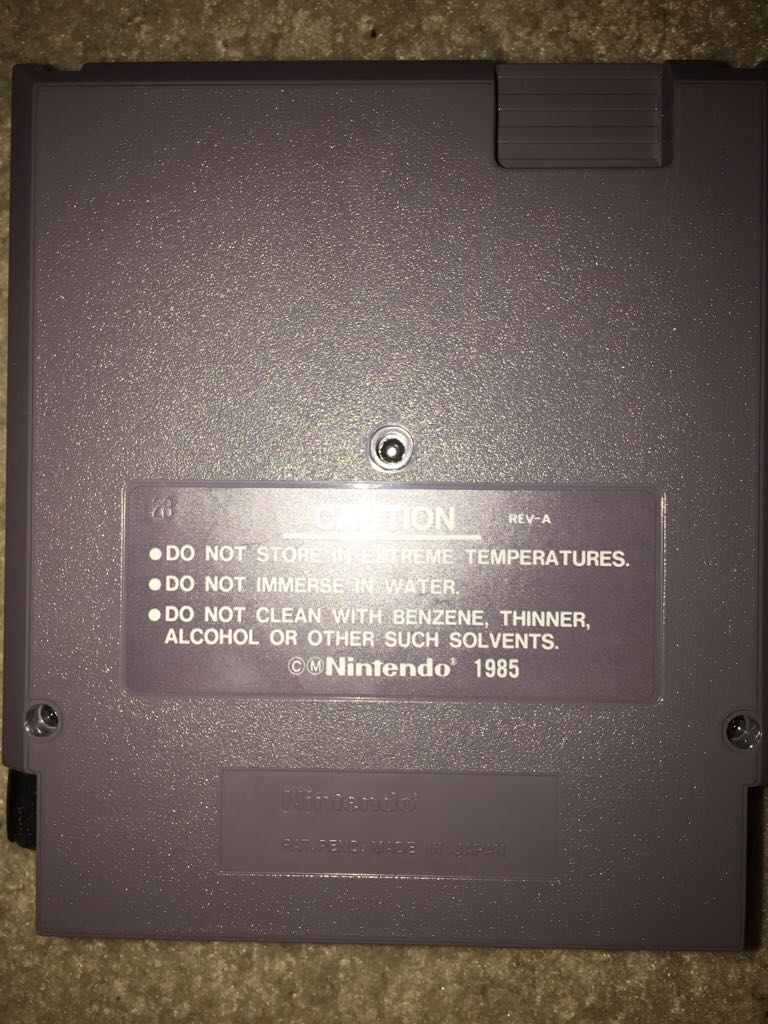 CAUTION REV-A
●DO NOT STORE IN EXTREME TEMPERATURES.
●DO NOT IMMERSE IN WATER.
●DO NOT CLEAN WITH BENZENE, THINNER,
ALCOHOL OR OTHER SUCH SOLVENTS.
ⒸⓂNintendo® 1985
Nintendo
PAT. PEND. MADE IN JAPAN